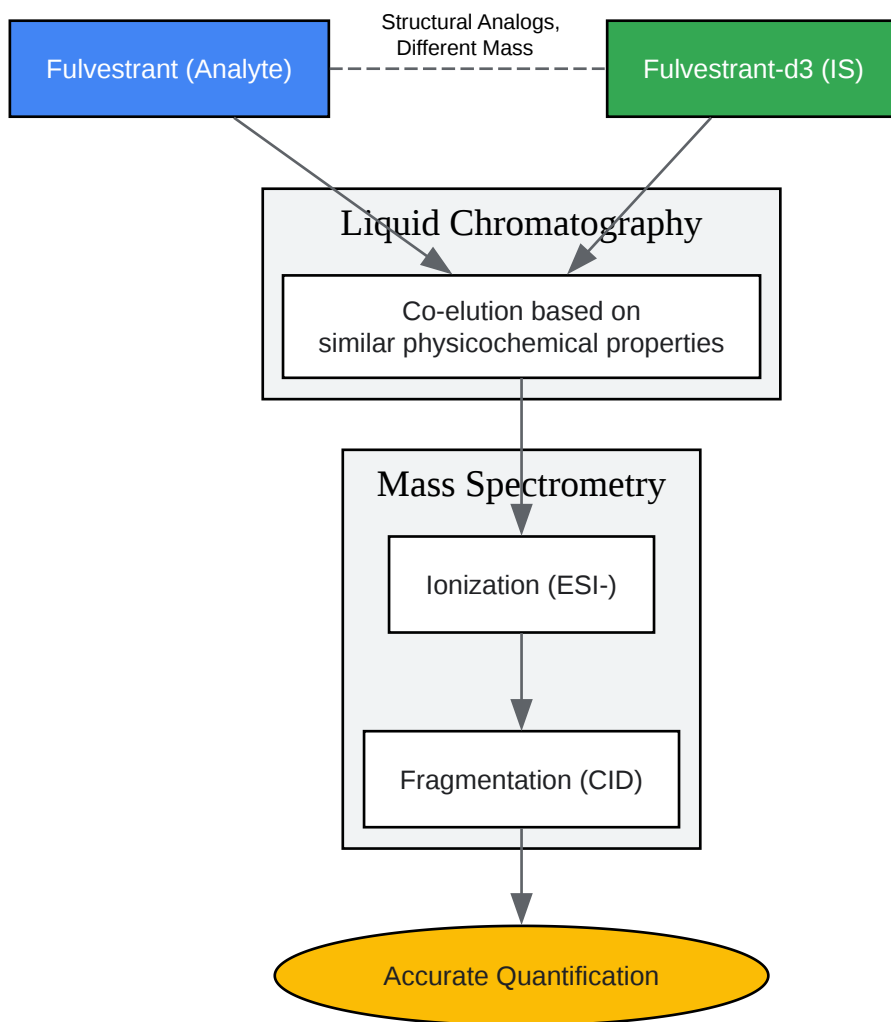 Structural Analogs,
Different Mass
Fulvestrant (Analyte)
Fulvestrant-d3 (IS)
Liquid Chromatography
Co-elution based on
similar physicochemical properties
Mass Spectrometry
Ionization (ESI-)
Fragmentation (CID)
Accurate Quantification